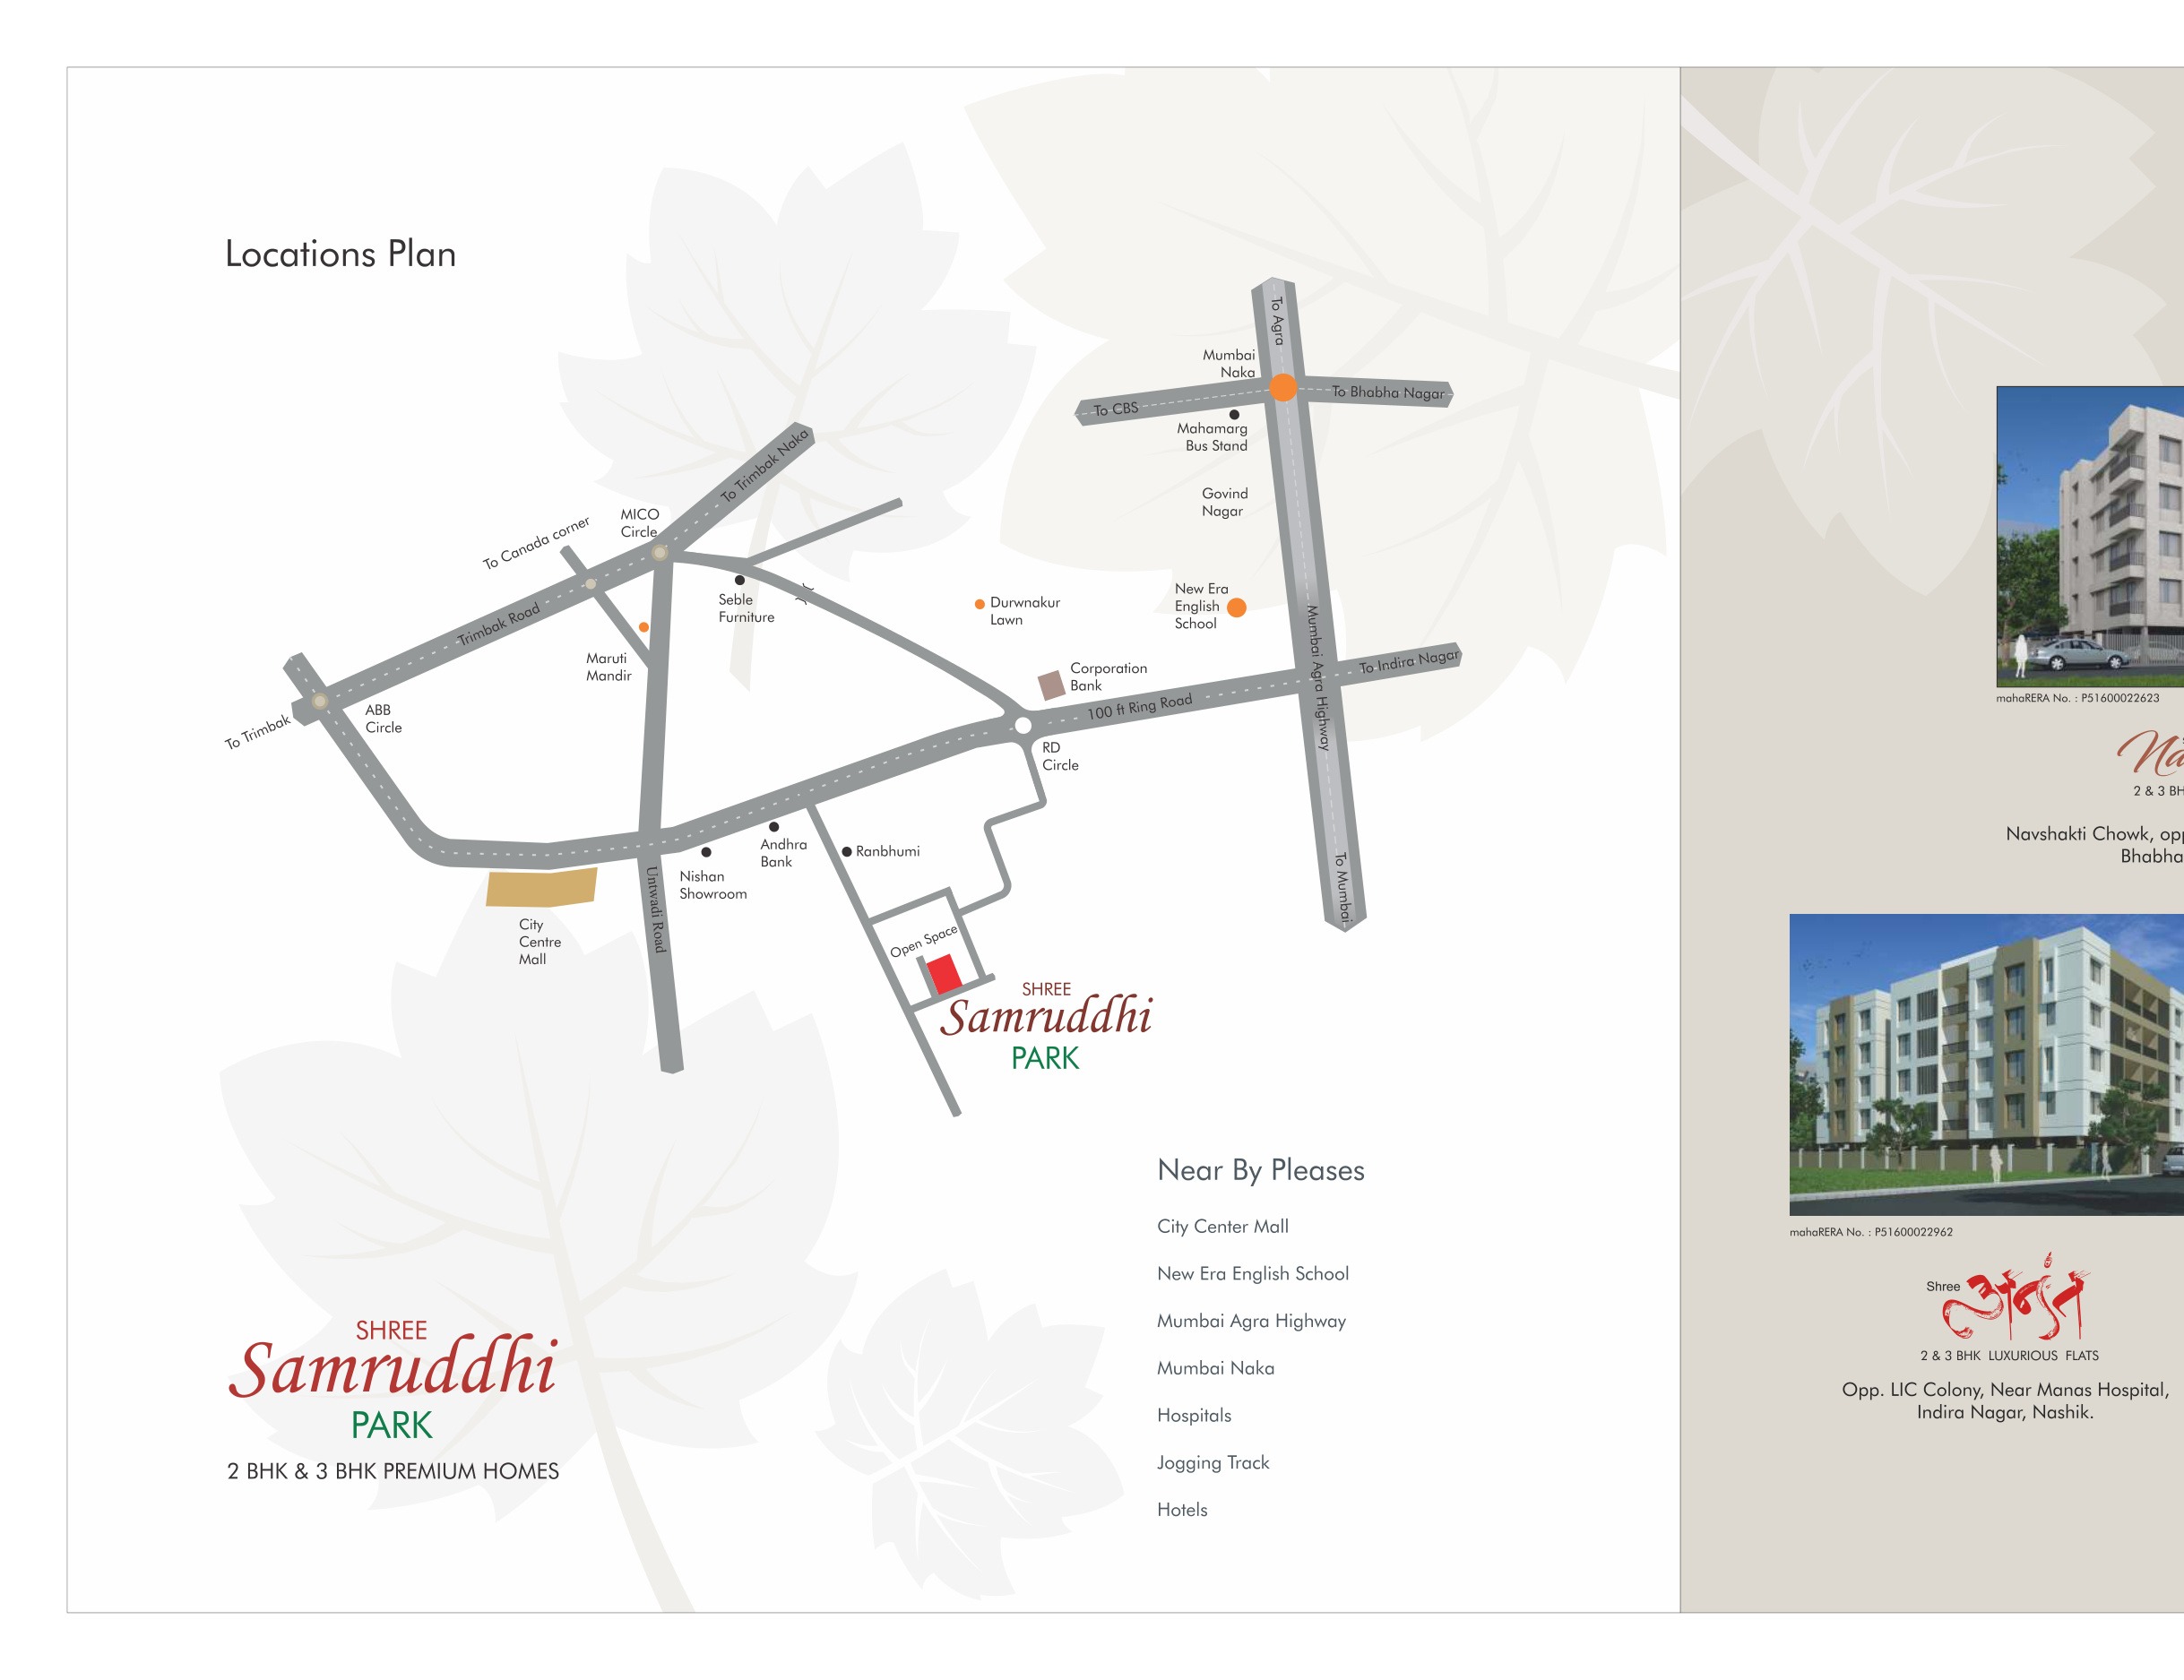 Locations Plan
To Agra
Mumbai
Naka
To CBS
To Bhabha Nagar
Mahamarg
Bus Stand
Govind
Nagar
To Trimbak Naka
MICO
Circle
To Canada corner
Seble
Furniture
Durwnakur
Lawn
New Era
English
School
Trimbak Road
Maruti
Mandir
Mumbai Agra Highway
To Indira Nagar
Corporation
Bank
100 ft Ring Road
ABB
Circle
To Trimbak
RD
Circle
Andhra
Bank
Ranbhumi
Nishan
Showroom
Untwadi Road
City
Centre
Mall
To Mumbai
Open Space
SHREE
Samruddhi
PARK
Near By Pleases
City Center Mall
New Era English School
Mumbai Agra Highway
Mumbai Naka
Hospitals
Jogging Track
Hotels
SHREE
Samruddhi
PARK
2 BHK & 3 BHK PREMIUM HOMES
mahaRERA No. : P51600022623
Na
2 & 3 BH
Navshakti Chowk, opp
Bhabha
mahaRERA No. : P51600022962
Shree अनंत
2 & 3 BHK LUXURIOUS FLATS
Opp. LIC Colony, Near Manas Hospital,
Indira Nagar, Nashik.